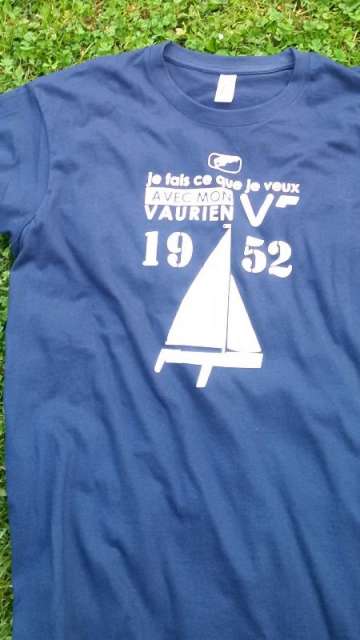 je fais ce que je veux
AVEC MON
VAURIEN
19 52